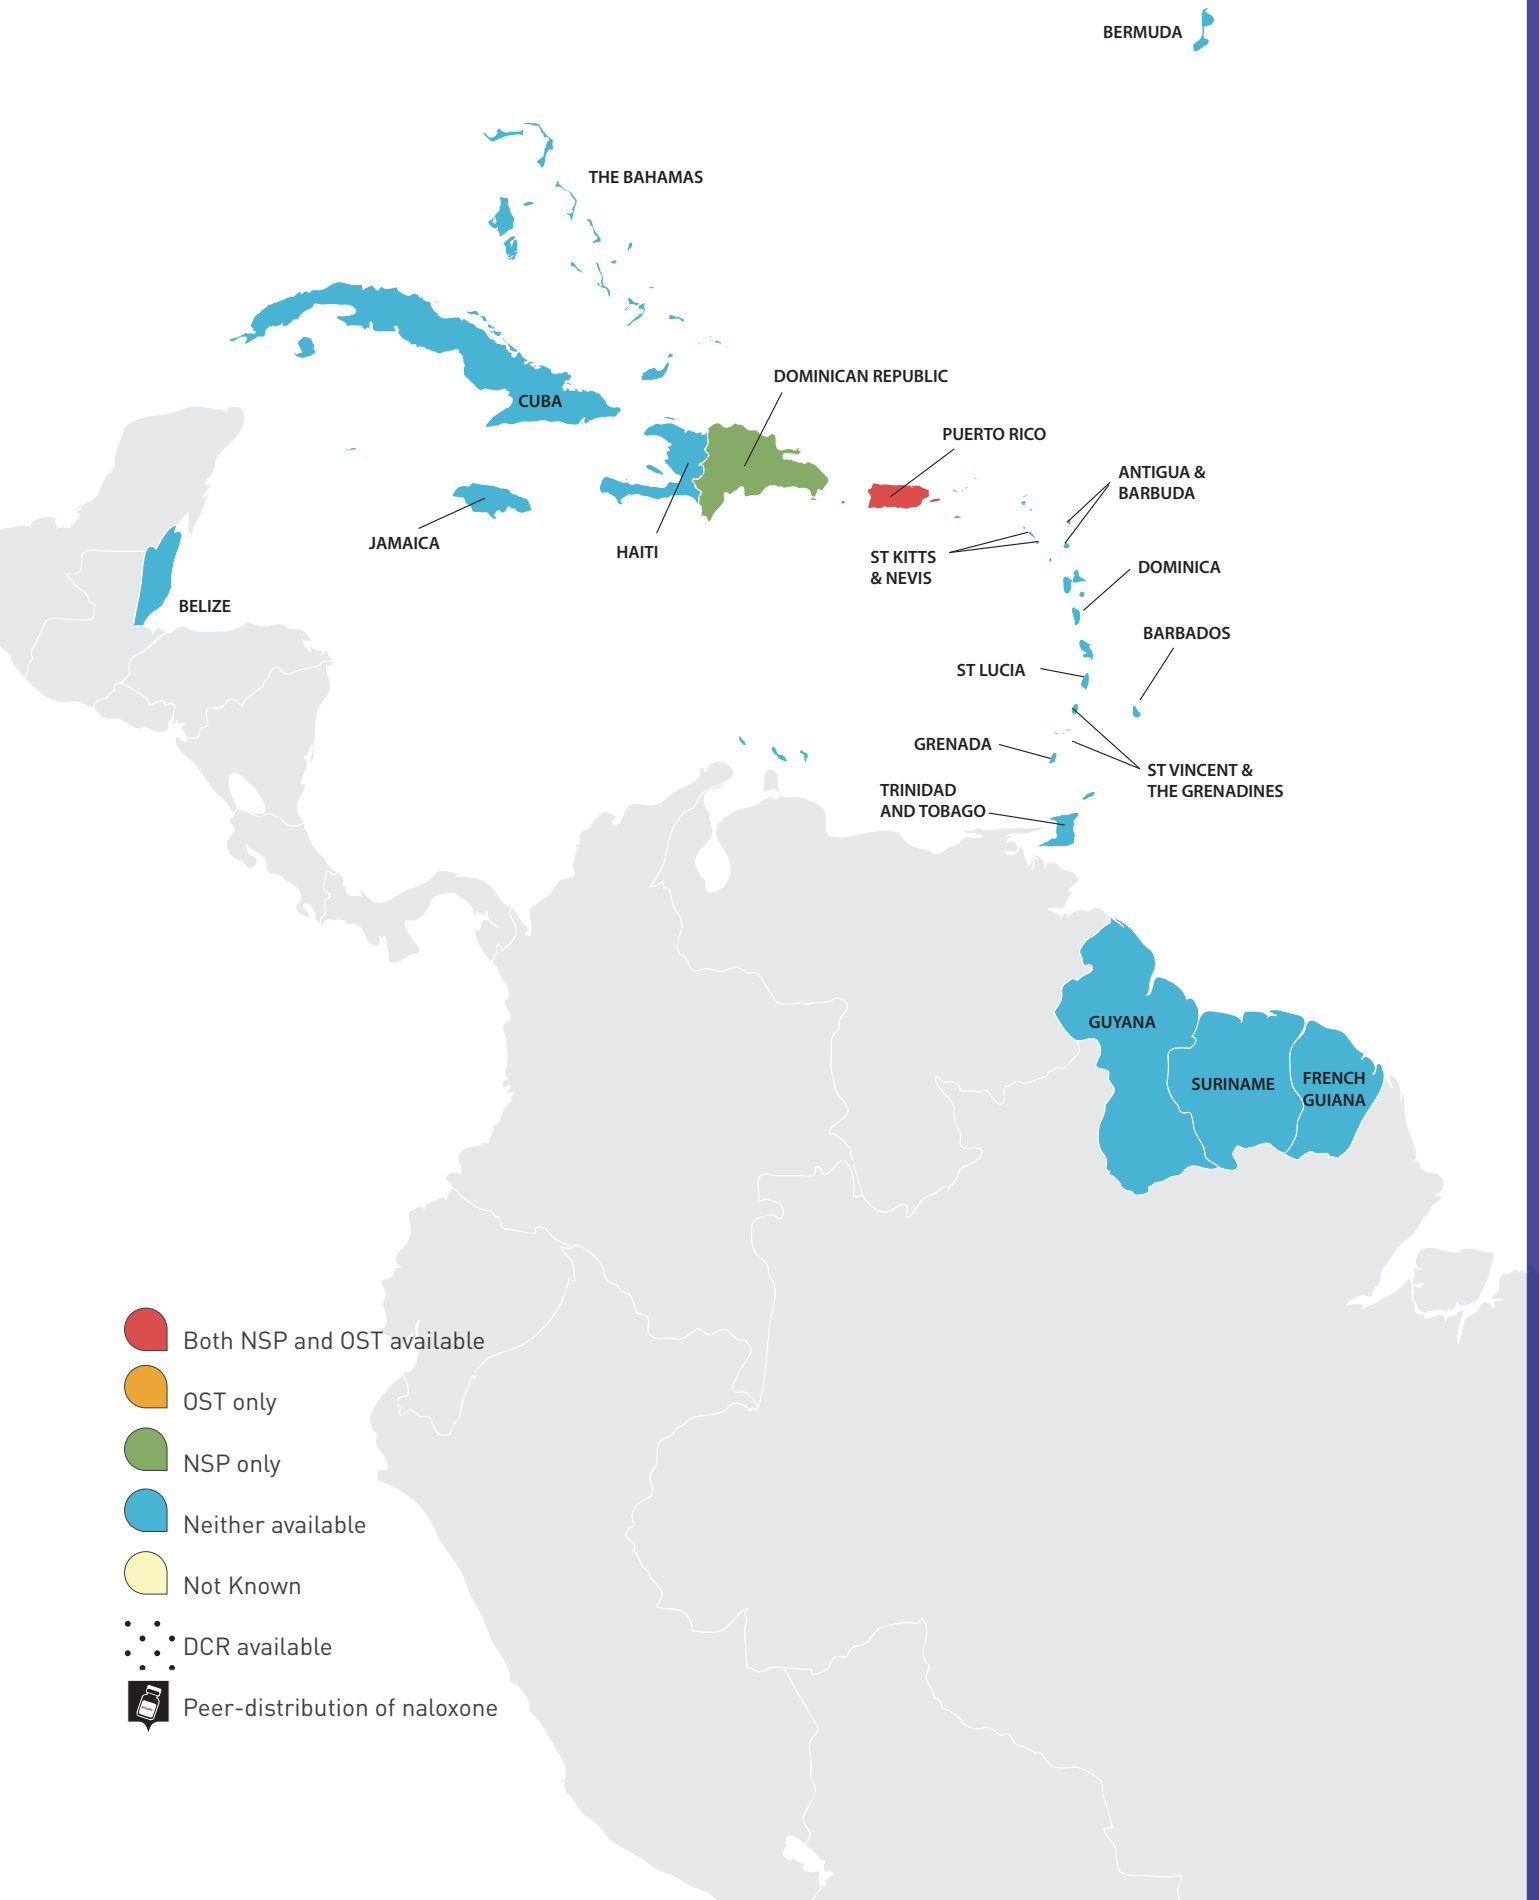 BERMUDA
THE BAHAMAS
DOMINICAN REPUBLIC
CUBA
PUERTO RICO
ANTIGUA &
BARBUDA
JAMAICA
HAITI
ST KITTS
& NEVIS
DOMINICA
BELIZE
BARBADOS
ST LUCIA
GRENADA
ST VINCENT &
THE GRENADINES
TRINIDAD
AND TOBAGO
GUYANA
SURINAME
FRENCH
GUIANA
Both NSP and OST available
OST only
NSP only
Neither available
Not Known
DCR available
Peer-distribution of naloxone